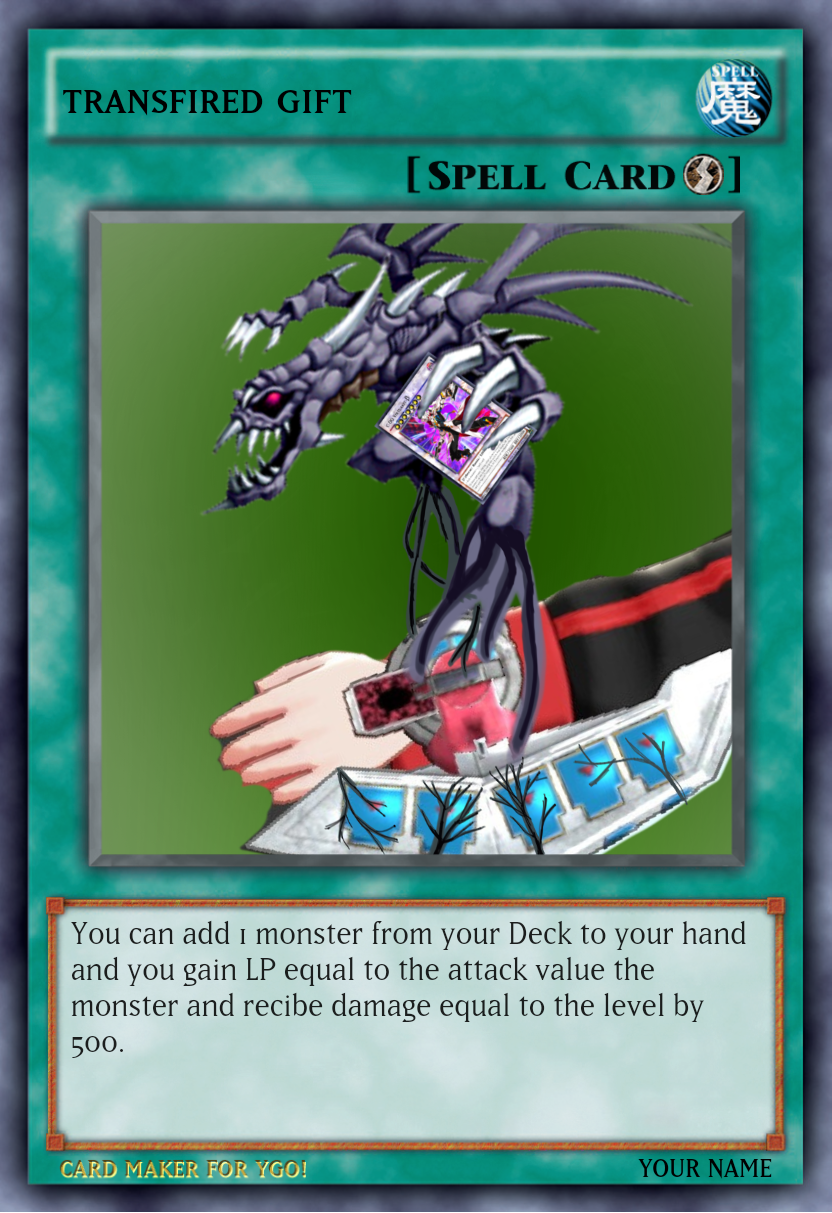 TRANSFIRED GIFT
SPELL
魔
[SPELL CARD]
You can add 1 monster from your Deck to your hand
and you gain LP equal to the attack value the
monster and recibe damage equal to the level by
500.
CARD MAKER FOR YGO!
YOUR NAME